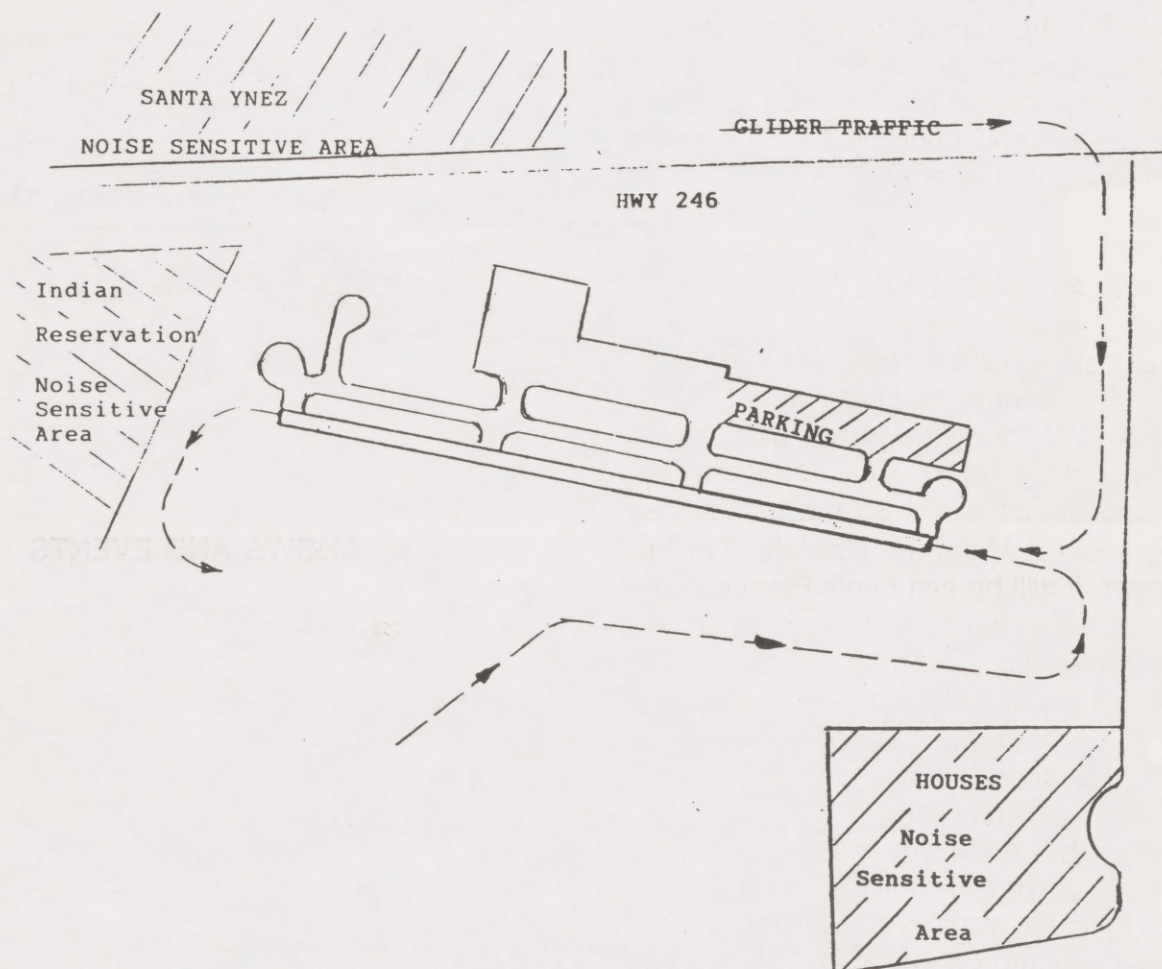 SANTA YNEZ
NOISE SENSITIVE AREA
GLIDER TRAFFIC
HWY 246
Indian
Reservation
Noise
Sensitive
Area
PARKING
SHOWS AND EVENTS
HOUSES
Noise
Sensitive
Area